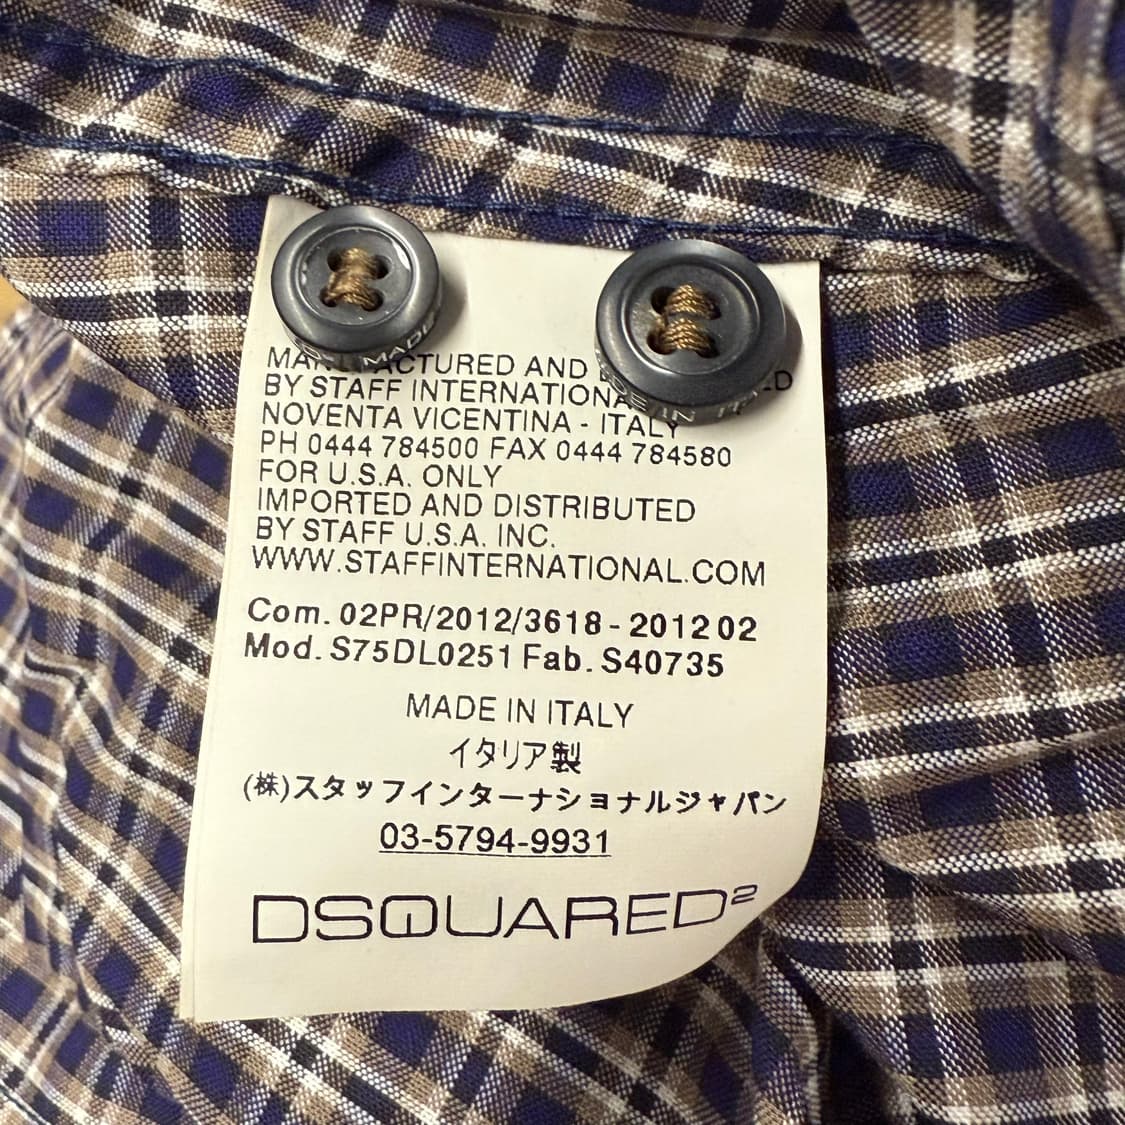 MANUFACTURED AND
BY STAFF INTERNATIONAL
NOVENTA VICENTINA - ITALY
PH 0444 784500 FAX 0444 784580
FOR U.S.A. ONLY
IMPORTED AND DISTRIBUTED
BY STAFF U.S.A. INC.
WWW.STAFFINTERNATIONAL.COM
Com. 02PR/2012/3618 - 2012 02
Mod. S75DL0251 Fab. S40735
MADE IN ITALY
イタリア製
(株)スタッフインターナショナルジャパン
03-5794-9931
DSQUARED2